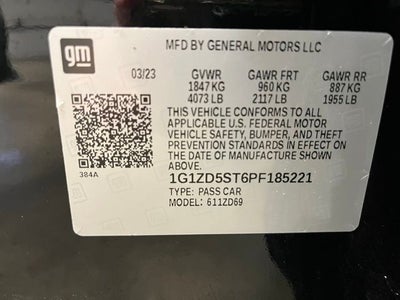 gm
MFD BY GENERAL MOTORS LLC
03/23 GVWR GAWR FRT GAWR RR
1847 KG 960 KG 887 KG
4073 LB 2117 LB 1955 LB
THIS VEHICLE CONFORMS TO ALL
APPLICABLE U.S. FEDERAL MOTOR
VEHICLE SAFETY, BUMPER, AND THEFT
PREVENTION STANDARDS IN EFFECT ON
THE DATE OF MANUFACTURE SHOWN
ABOVE.
384A
1G1ZD5ST6PF185221
TYPE: PASS CAR
MODEL: 611ZD69